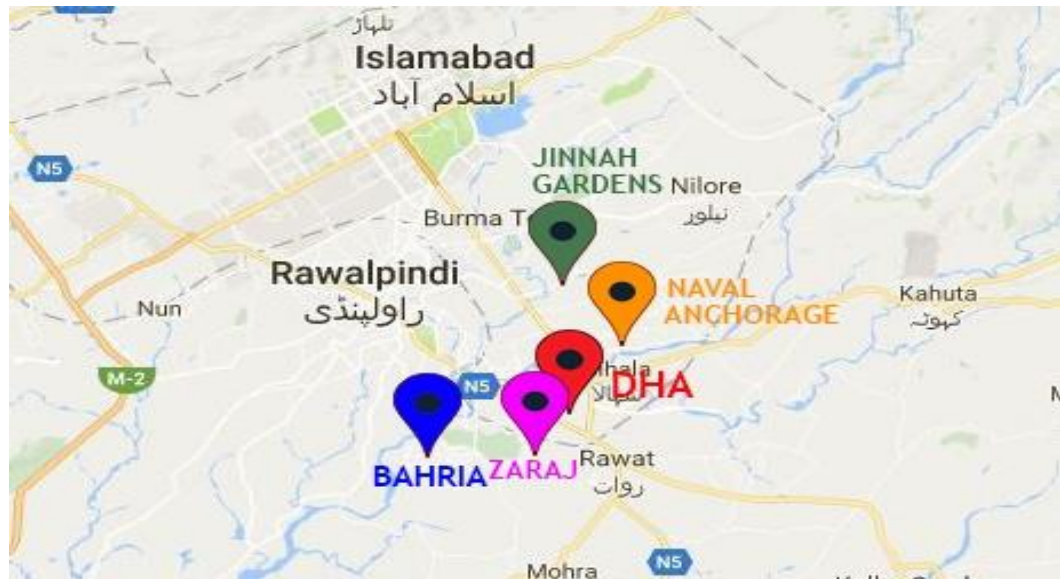 تلہاڑ
Islamabad
اسلام آباد
N5
JINNAH
GARDENS
Nilore
نیلور
Burma T
Rawalpindi
راولپنڈی
NAVAL
ANCHORAGE
Kahuta
کہوٹہ
Nun
M-2
N5
DHA
BAHRIA
ZARAJ
Rawat
روات
Mohra
N5